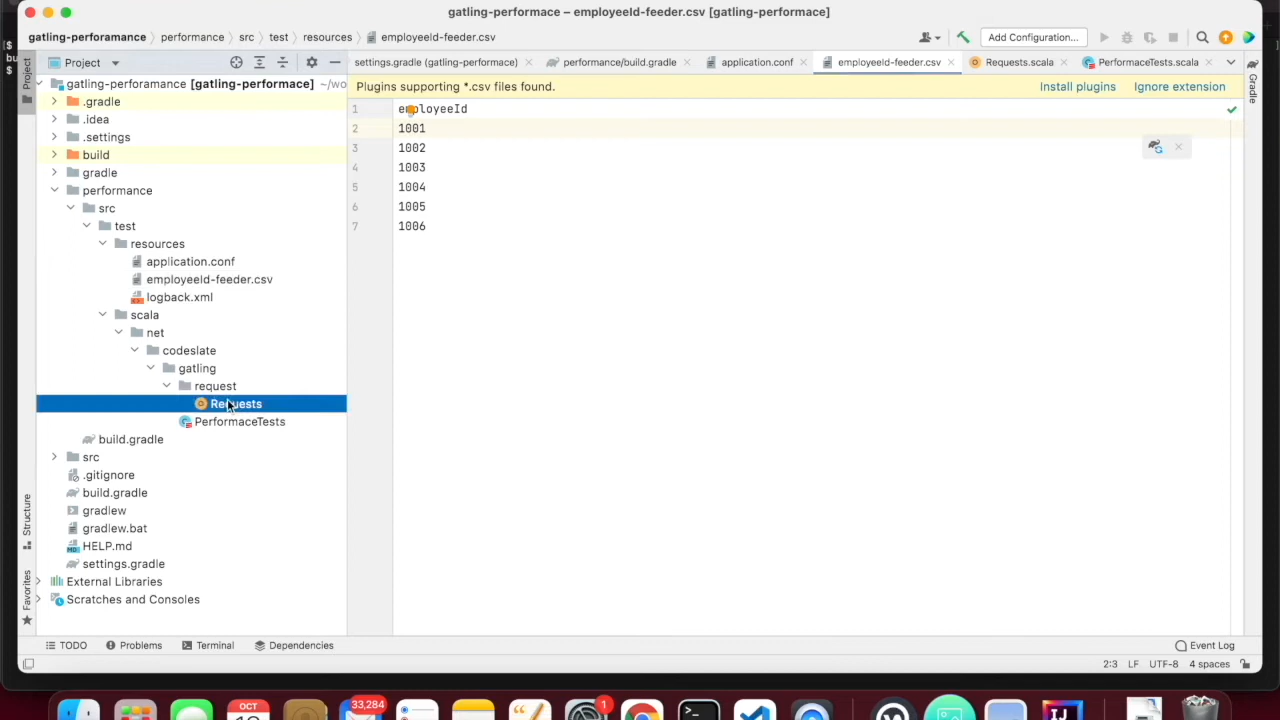 gatling-performace – employeeId-feeder.csv [gatling-performace]
gatling-perforamance
performance
src
test
resources
employeeId-feeder.csv
Add Configuration...
Project
settings.gradle (gatling-performace)
performance/build.gradle
application.conf
employeeId-feeder.csv
Requests.scala
PerformaceTests.scala
Plugins supporting *.csv files found.
Install plugins
Ignore extension
Project
Gradle
Structure
Favorites
gatling-perforamance [gatling-performace] ~/wo
.gradle
.idea
.settings
build
gradle
performance
src
test
resources
application.conf
employeeId-feeder.csv
logback.xml
scala
net
codeslate
gatling
request
Requests
PerformaceTests
build.gradle
src
.gitignore
build.gradle
gradlew
gradlew.bat
HELP.md
settings.gradle
External Libraries
Scratches and Consoles
1 employeeId
2 1001
3 1002
4 1003
5 1004
6 1005
7 1006
TODO
Problems
Terminal
Dependencies
Event Log
2:3 LF UTF-8 4 spaces
33,284
1
OCT